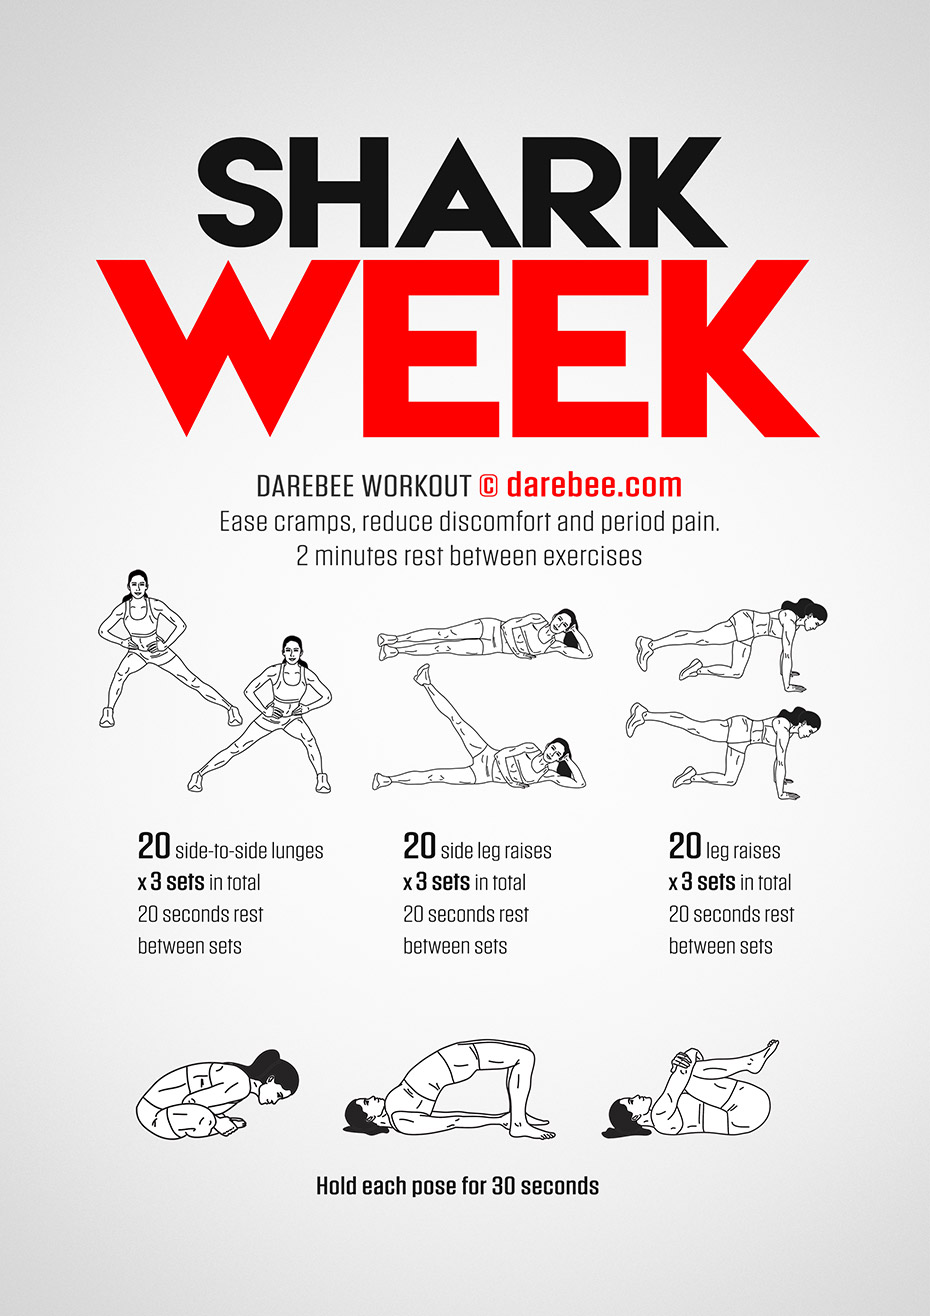 SHARK
WEEK
DAREBEE WORKOUT © darebee.com
Ease cramps, reduce discomfort and period pain.
2 minutes rest between exercises
20 side-to-side lunges
x 3 sets in total
20 seconds rest
between sets
20 side leg raises
x 3 sets in total
20 seconds rest
between sets
20 leg raises
x 3 sets in total
20 seconds rest
between sets
Hold each pose for 30 seconds